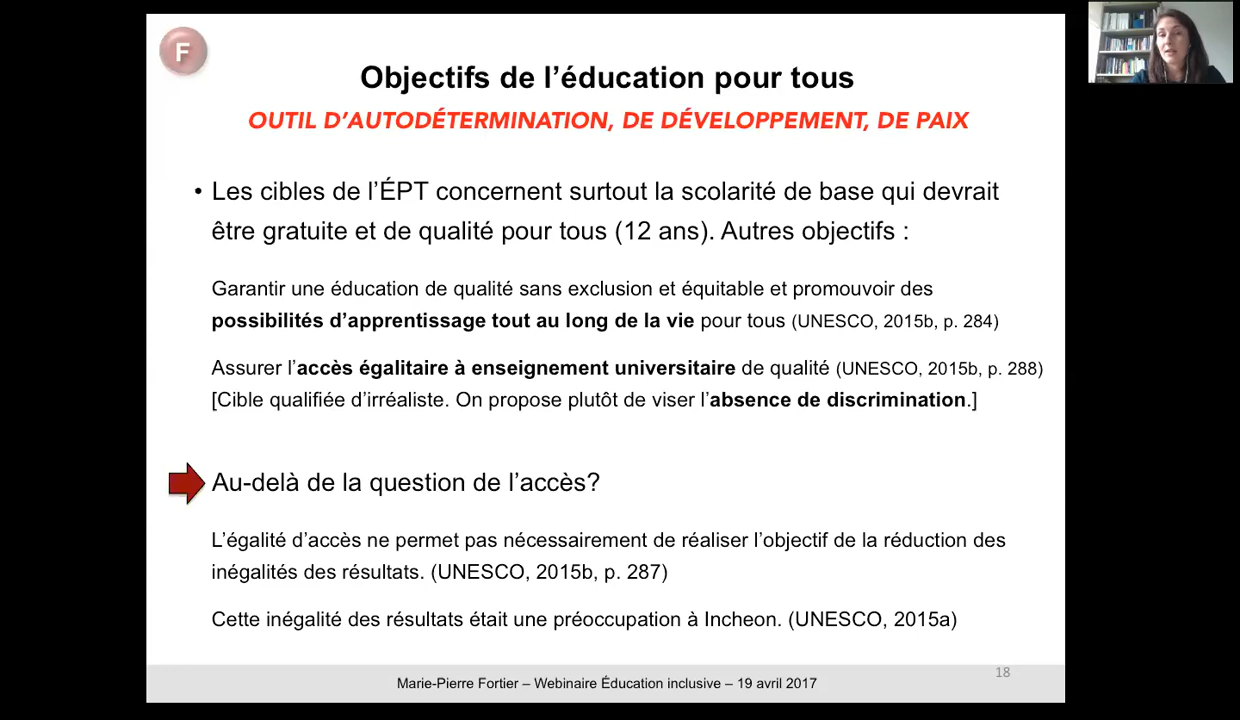 F
Objectifs de l’éducation pour tous
OUTIL D’AUTODÉTERMINATION, DE DÉVELOPPEMENT, DE PAIX
• Les cibles de l’ÉPT concernent surtout la scolarité de base qui devrait
être gratuite et de qualité pour tous (12 ans). Autres objectifs :
Garantir une éducation de qualité sans exclusion et équitable et promouvoir des
possibilités d’apprentissage tout au long de la vie pour tous (UNESCO, 2015b, p. 284)
Assurer l’accès égalitaire à enseignement universitaire de qualité (UNESCO, 2015b, p. 288)
[Cible qualifiée d’irréaliste. On propose plutôt de viser l’absence de discrimination.]
Au-delà de la question de l’accès?
L’égalité d’accès ne permet pas nécessairement de réaliser l’objectif de la réduction des
inégalités des résultats. (UNESCO, 2015b, p. 287)
Cette inégalité des résultats était une préoccupation à Incheon. (UNESCO, 2015a)
18
Marie-Pierre Fortier – Webinaire Éducation inclusive – 19 avril 2017